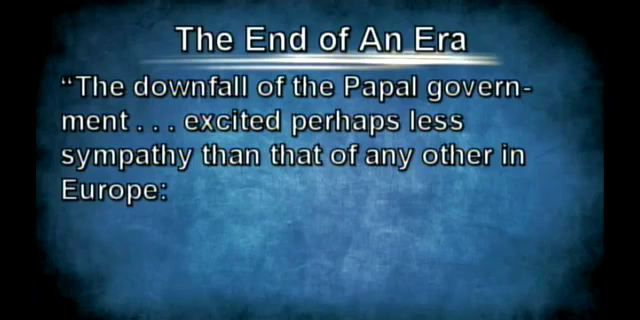 The End of An Era
“The downfall of the Papal govern-
ment . . . excited perhaps less
sympathy than that of any other in
Europe: